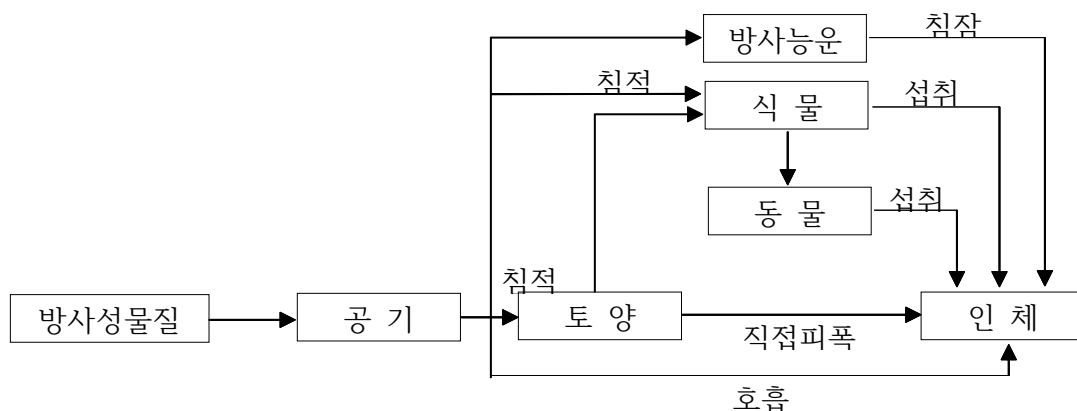 방사능운
침잠
침적
식 물
섭취
동 물
섭취
침적
방사성물질
공 기
토 양
인 체
직접피폭
호흡